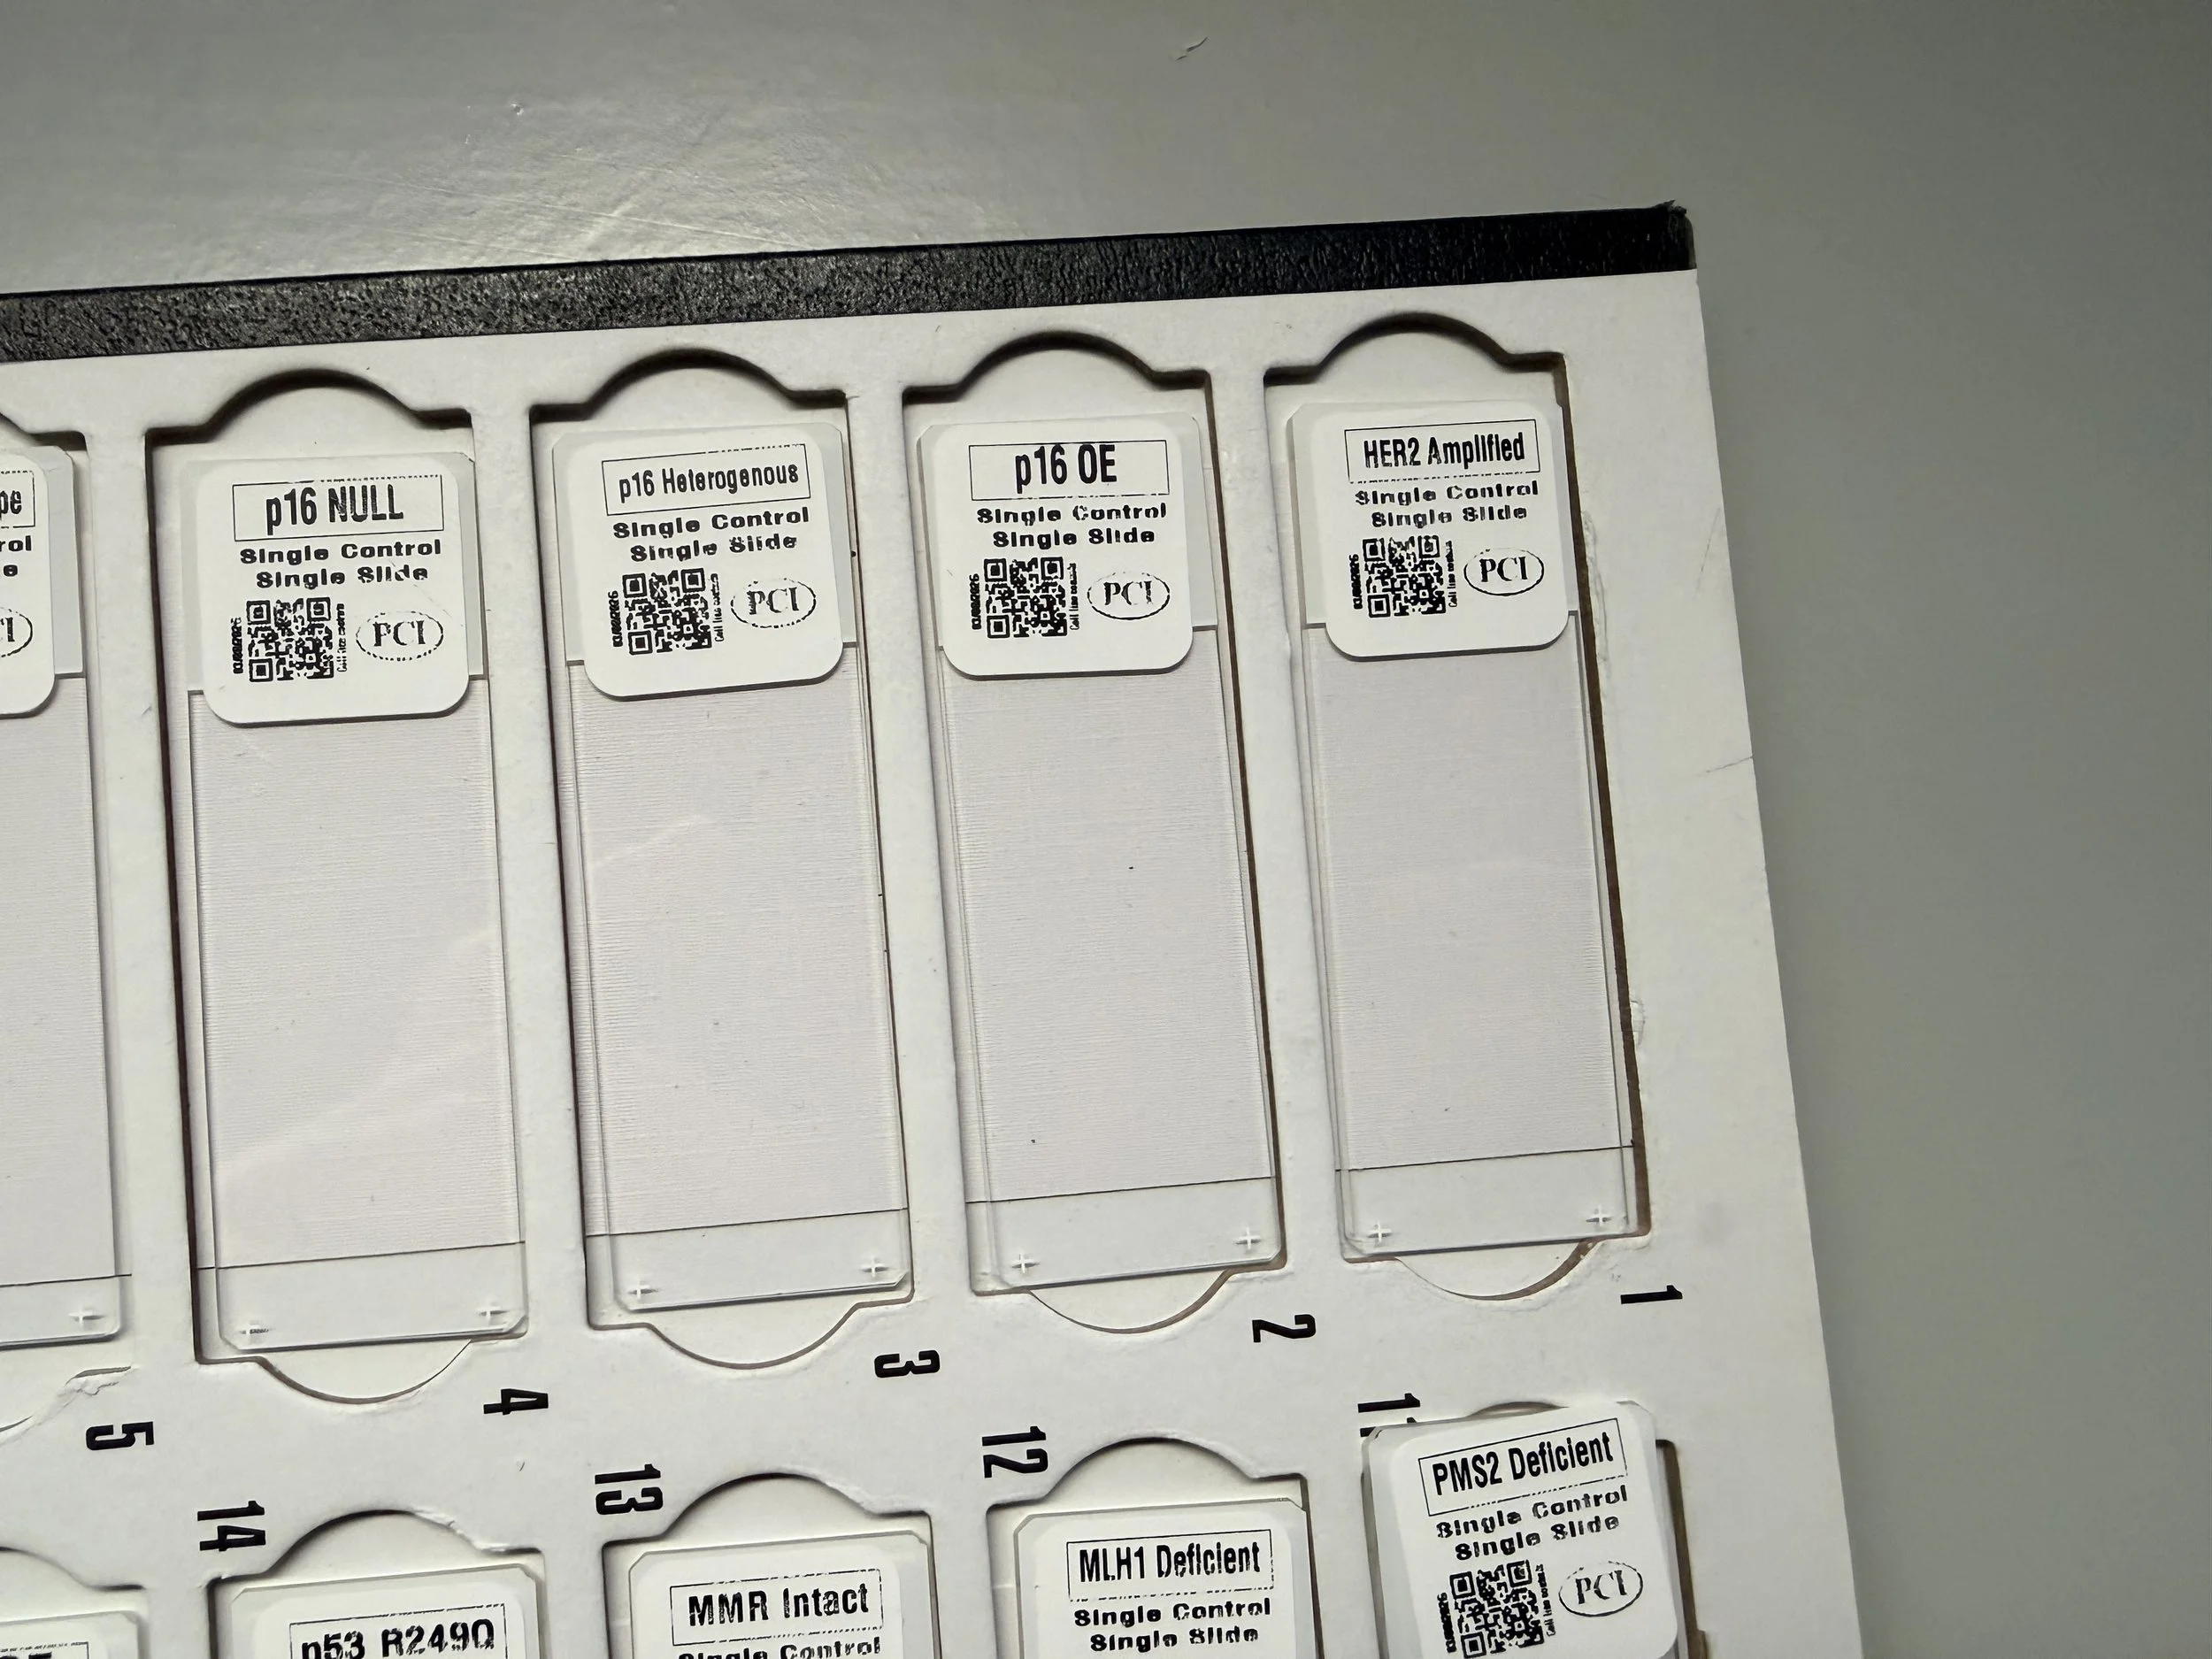 HER2 Amplified
Single Control
Single Slide
PCI
p16 OE
Single Control
Single Slide
PCI
p16 Heterogenous
Single Control
Single Slide
PCI
p16 NULL
Single Control
Single Slide
PCI
1
2
3
4
5
12
13
14
PMS2 Deficient
Single Control
Single Slide
PCI
MLH1 Deficient
Single Control
Single Slide
MMR Intact
Single Control
p53 R249Q